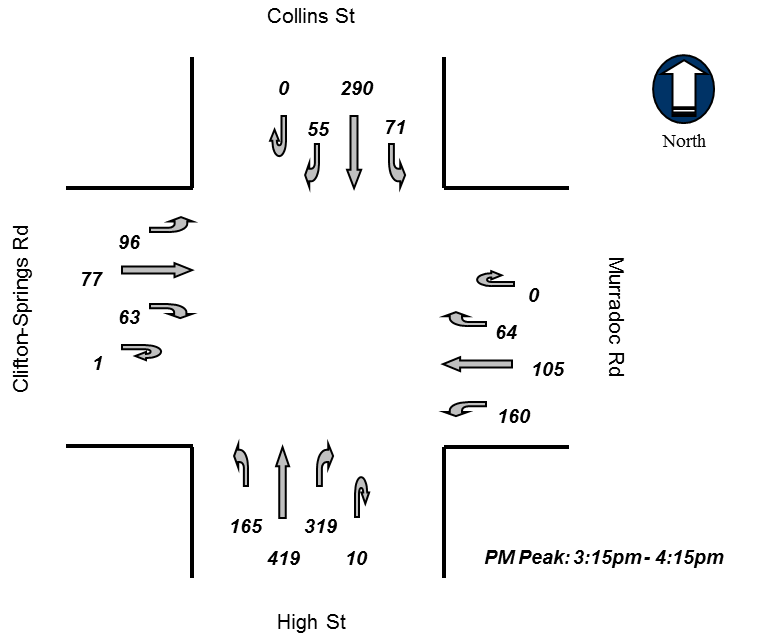 Collins St
0 290
55 71
North
96
77
63
1
Clifton-Springs Rd
0
64
105
160
Murradoc Rd
165 319
419 10
PM Peak: 3:15pm - 4:15pm
High St